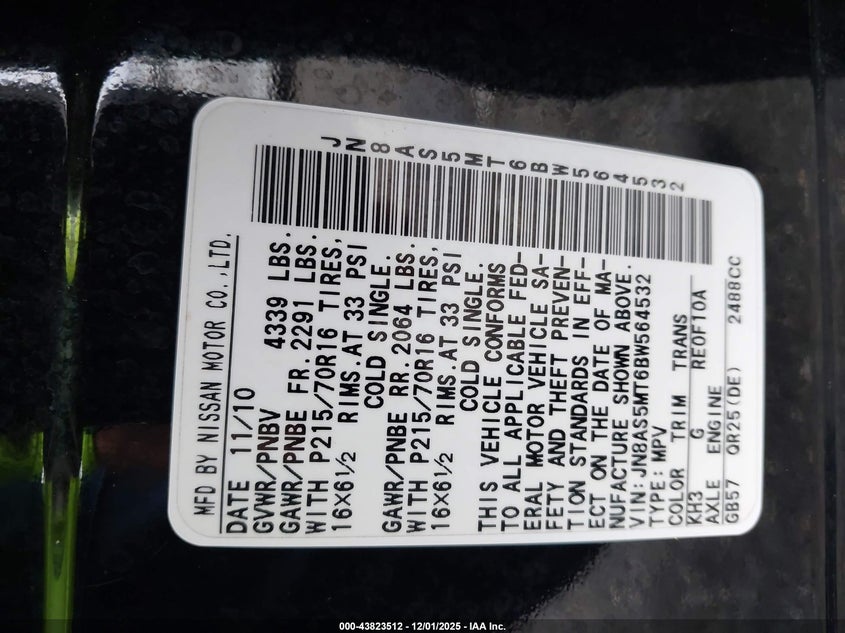 JN8AS5MT6BW564532
MFD BY NISSAN MOTOR CO.,LTD.
DATE 11/10
GVWR/PNBV 4339 LBS.
GAWR/PNBE FR. 2291 LBS.
WITH P215/70R16 TIRES,
16X6½ RIMS.AT 33 PSI
COLD SINGLE.
GAWR/PNBE RR. 2064 LBS.
WITH P215/70R16 TIRES,
16X6½ RIMS.AT 33 PSI
COLD SINGLE.
THIS VEHICLE CONFORMS
TO ALL APPLICABLE FED-
ERAL MOTOR VEHICLE SA-
FETY AND THEFT PREVEN-
TION STANDARDS IN EFF-
ECT ON THE DATE OF MA-
NUFACTURE SHOWN ABOVE.
VIN:JN8AS5MT6BW564532
TYPE:MPV
COLOR TRIM TRANS
KH3 G RE0F10A
AXLE ENGINE
GB57 QR25(DE) 2488CC
000-43823512 - 12/01/2025 - IAA Inc.